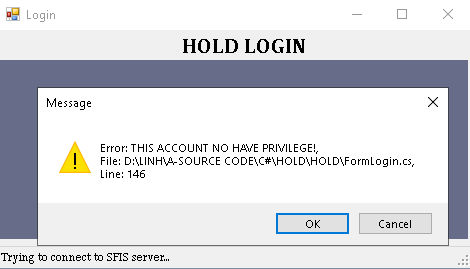 Login
HOLD LOGIN
Message
Error: THIS ACCOUNT NO HAVE PRIVILEGE!,
File: D:\LINH\A-SOURCE CODE\C#\HOLD\HOLD\FormLogin.cs,
Line: 146
OK
Cancel
Trying to connect to SFIS server...